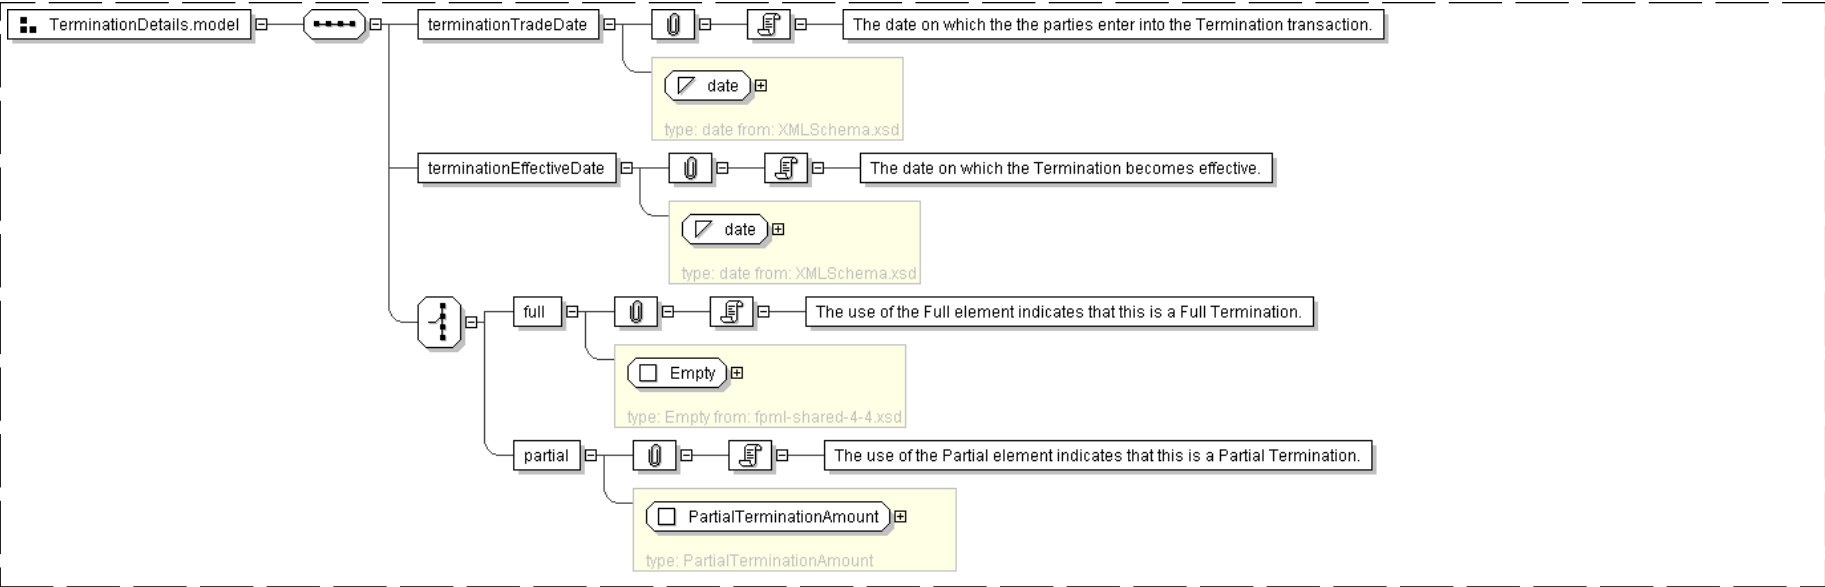 TerminationDetails.model
terminationTradeDate
The date on which the the parties enter into the Termination transaction.
date
type: date from: XMLSchema.xsd
terminationEffectiveDate
The date on which the Termination becomes effective.
date
type: date from: XMLSchema.xsd
full
The use of the Full element indicates that this is a Full Termination.
Empty
type: Empty from: fpml-shared-4-4.xsd
partial
The use of the Partial element indicates that this is a Partial Termination.
PartialTerminationAmount
type: PartialTerminationAmount